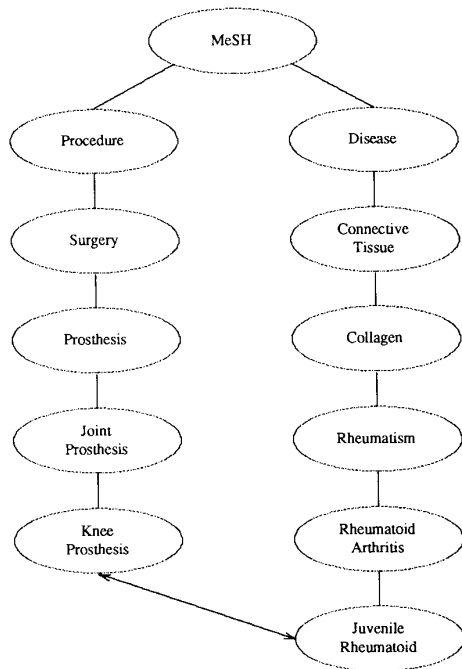 MeSH
Procedure
Disease
Surgery
Connective
Tissue
Prosthesis
Collagen
Joint
Prosthesis
Rheumatism
Knee
Prosthesis
Rheumatoid
Arthritis
Juvenile
Rheumatoid